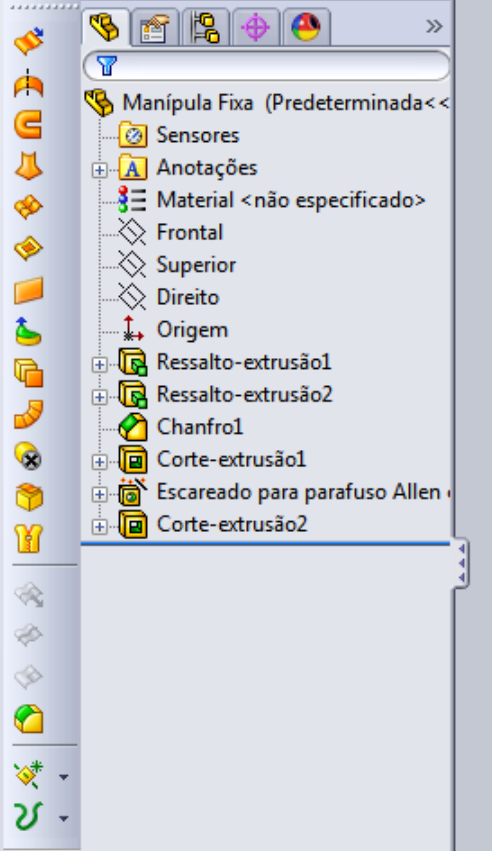 Manípula Fixa (Predeterminada<<
Sensores
Anotações
Material <não especificado>
Frontal
Superior
Direito
Origem
Ressalto-extrusão1
Ressalto-extrusão2
Chanfro1
Corte-extrusão1
Escareado para parafuso Allen
Corte-extrusão2